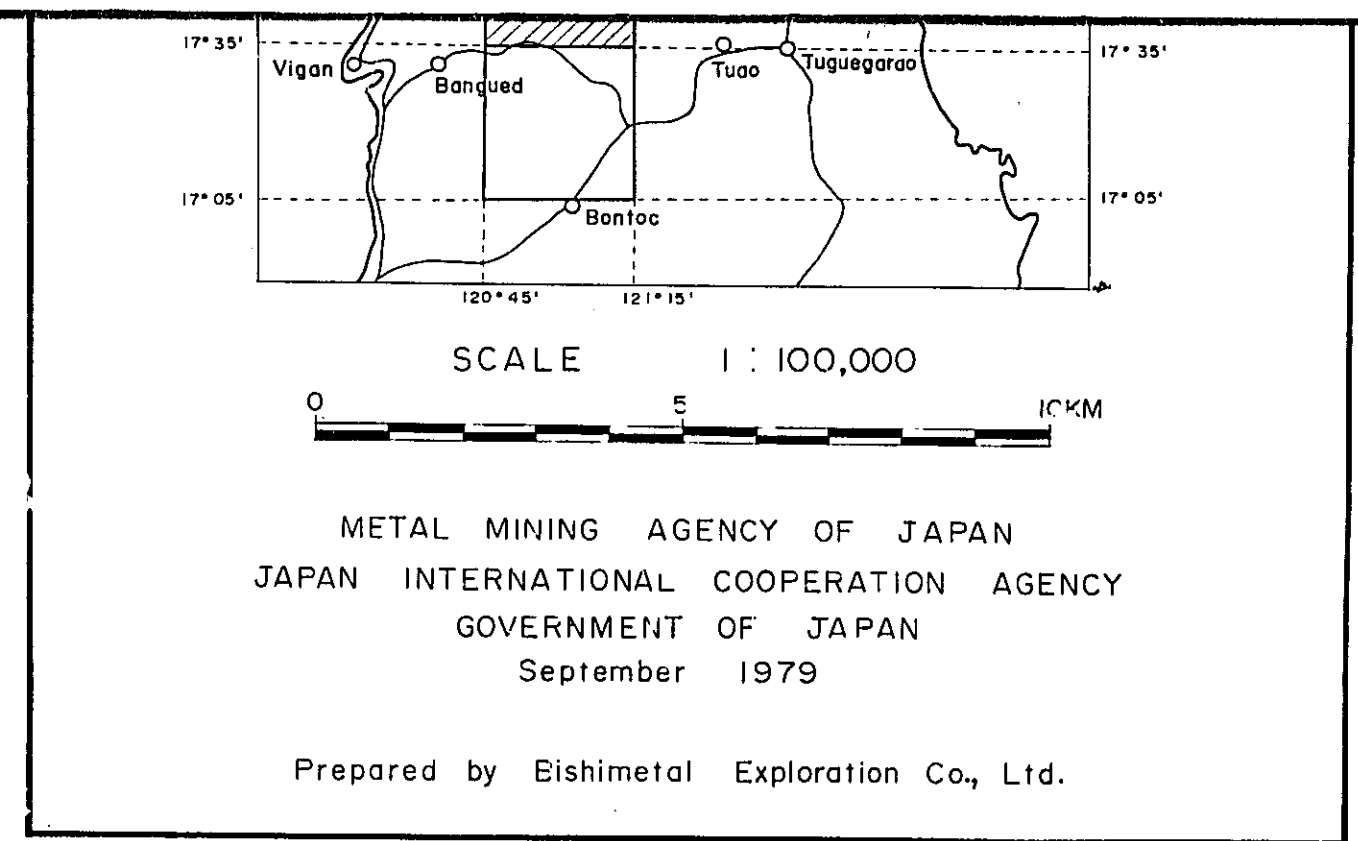 17°35' 17°35'
Vigan Bangued Tuao Tuguegarao
17°05' 17°05'
Bontoc
120°45' 121°15'
SCALE 1 : 100,000
0 5 10KM
METAL MINING AGENCY OF JAPAN
JAPAN INTERNATIONAL COOPERATION AGENCY
GOVERNMENT OF JAPAN
September 1979
Prepared by Bishimetal Exploration Co., Ltd.